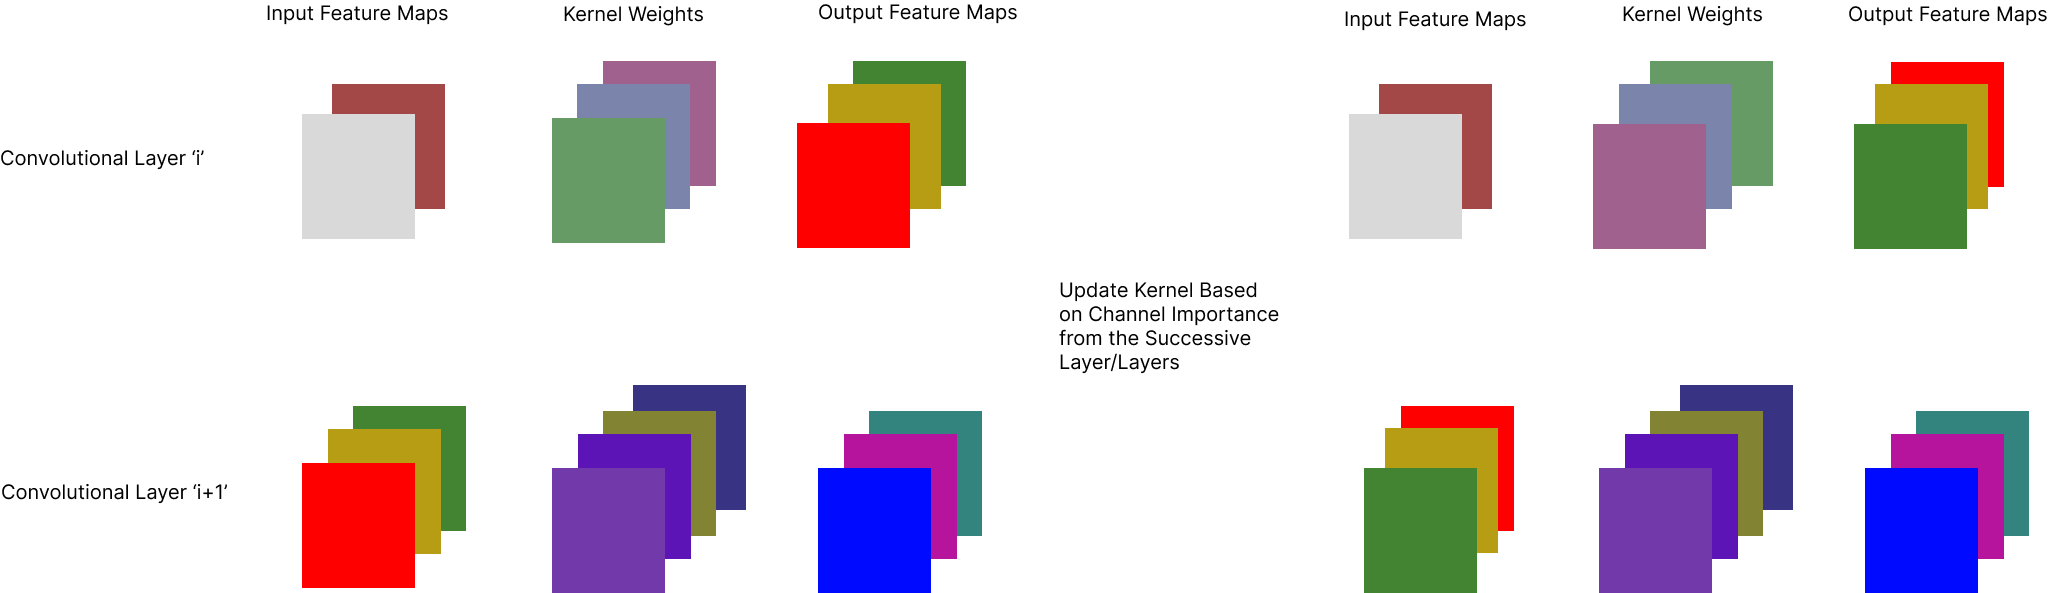 Input Feature Maps
Kernel Weights
Output Feature Maps
Input Feature Maps
Kernel Weights
Output Feature Maps
Convolutional Layer ‘i’
Update Kernel Based
on Channel Importance
from the Successive
Layer/Layers
Convolutional Layer ‘i+1’